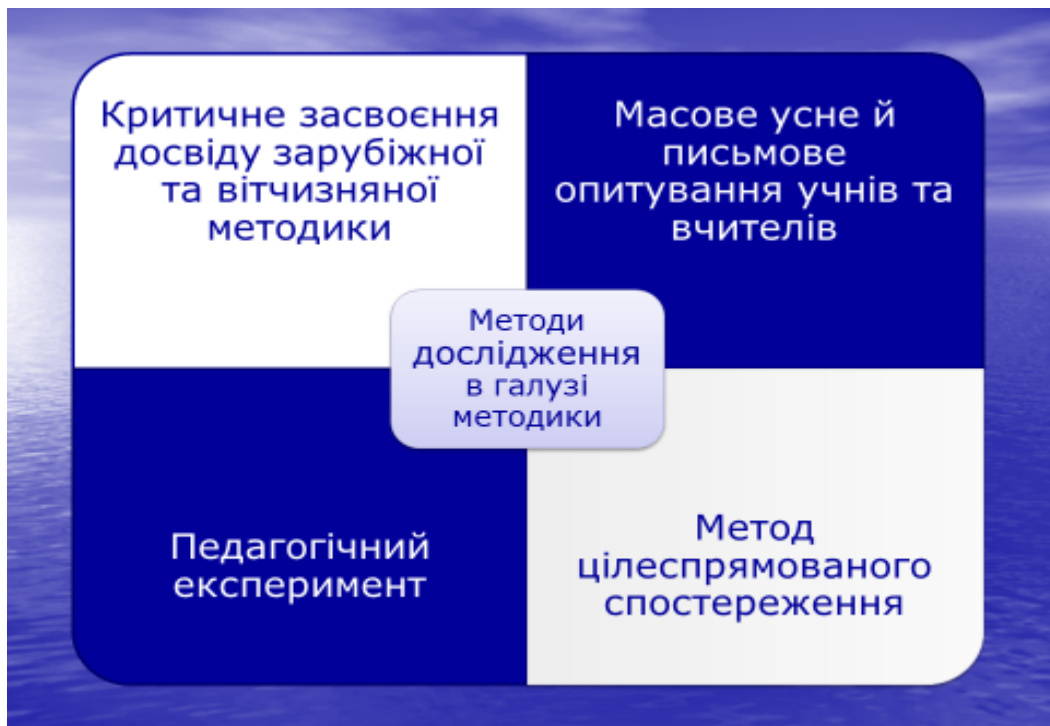 Критичне засвоєння
досвіду зарубіжної
та вітчизняної
методики
Масове усне й
письмове
опитування учнів та
вчителів
Методи
дослідження
в галузі
методики
Педагогічний
експеримент
Метод
цілеспрямованого
спостереження